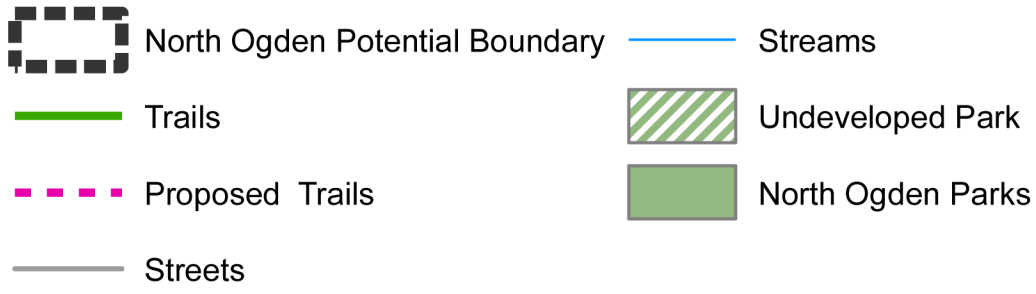 North Ogden Potential Boundary
Trails
Proposed Trails
Streets
Streams
Undeveloped Park
North Ogden Parks